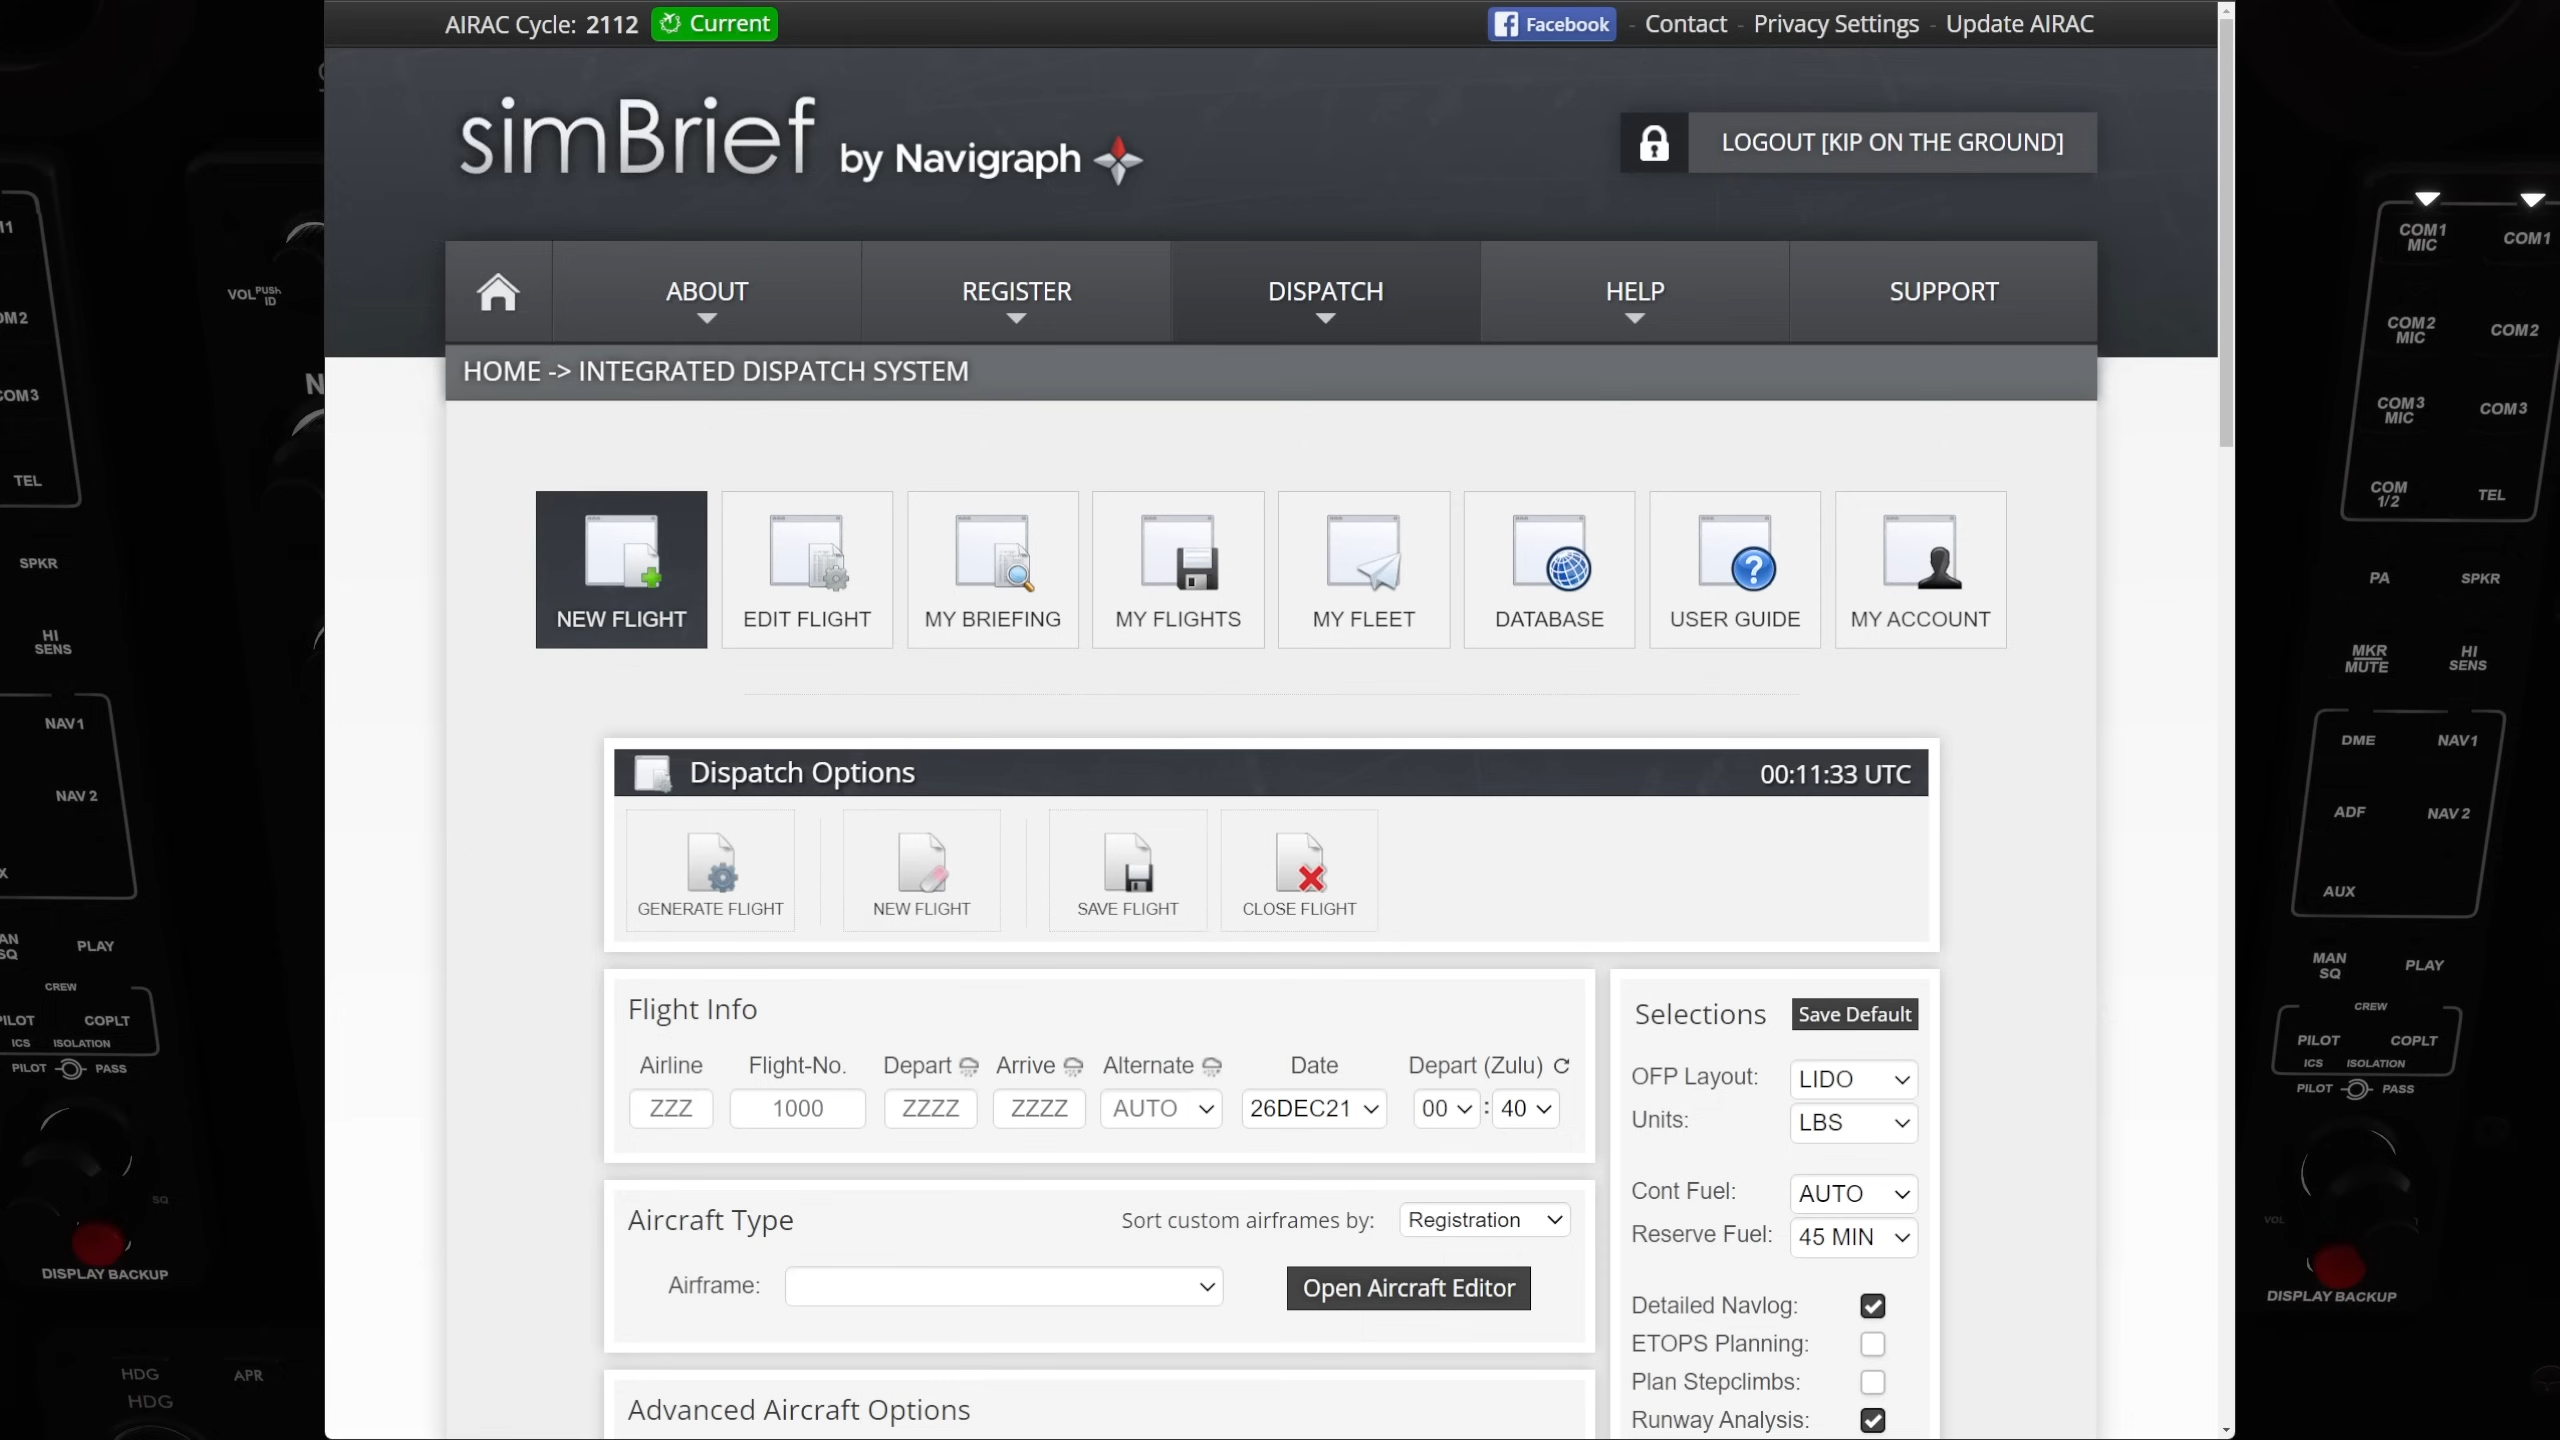 AIRAC Cycle: 2112 Current
Facebook - Contact - Privacy Settings - Update AIRAC
simBrief by Navigraph
LOGOUT [KIP ON THE GROUND]
ABOUT
REGISTER
DISPATCH
HELP
SUPPORT
HOME -> INTEGRATED DISPATCH SYSTEM
NEW FLIGHT
EDIT FLIGHT
MY BRIEFING
MY FLIGHTS
MY FLEET
DATABASE
USER GUIDE
MY ACCOUNT
Dispatch Options
00:11:33 UTC
GENERATE FLIGHT
NEW FLIGHT
SAVE FLIGHT
CLOSE FLIGHT
Flight Info
Airline Flight-No. Depart Arrive Alternate Date Depart (Zulu)
ZZZ 1000 ZZZZ ZZZZ AUTO 26DEC21 00 : 40
Aircraft Type
Sort custom airframes by: Registration
Airframe:
Open Aircraft Editor
Advanced Aircraft Options
Selections
Save Default
OFP Layout: LIDO
Units: LBS
Cont Fuel: AUTO
Reserve Fuel: 45 MIN
Detailed Navlog:
ETOPS Planning:
Plan Stepclimbs:
Runway Analysis:
VOL PUSH
ID
TEL
SPKR
HI
SENS
NAV1
NAV 2
PLAY
CREW
COPLT
ICS ISOLATION
PILOT PASS
SQ
DISPLAY BACKUP
HDG
APR
HDG
COM1
MIC
COM1
COM2
MIC
COM2
COM3
MIC
COM3
COM
1/2
TEL
PA
SPKR
MKR
MUTE
HI
SENS
DME
NAV1
ADF
NAV 2
AUX
MAN
SQ
PLAY
CREW
PILOT
COPLT
ICS ISOLATION
PILOT PASS
VOL
DISPLAY BACKUP